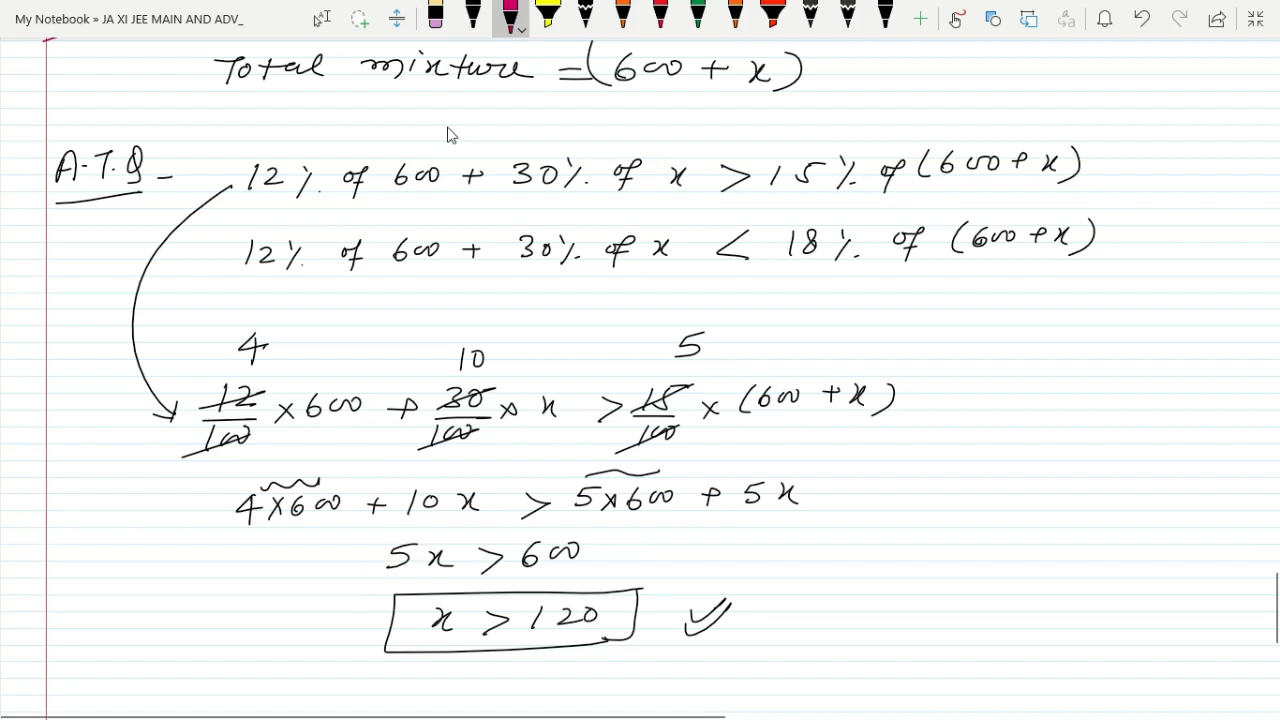 My Notebook » JA XI JEE MAIN AND ADV_
Total mixture = (600 + x)
A.T.Q - 12% of 600 + 30% of x > 15% of (600 + x)
12% of 600 + 30% of x < 18% of (600 + x)
4 10 5
12/100 × 600 + 30/100 × x > 15/100 × (600 + x)
4×600 + 10x > 5×600 + 5x
5x > 600
x > 120